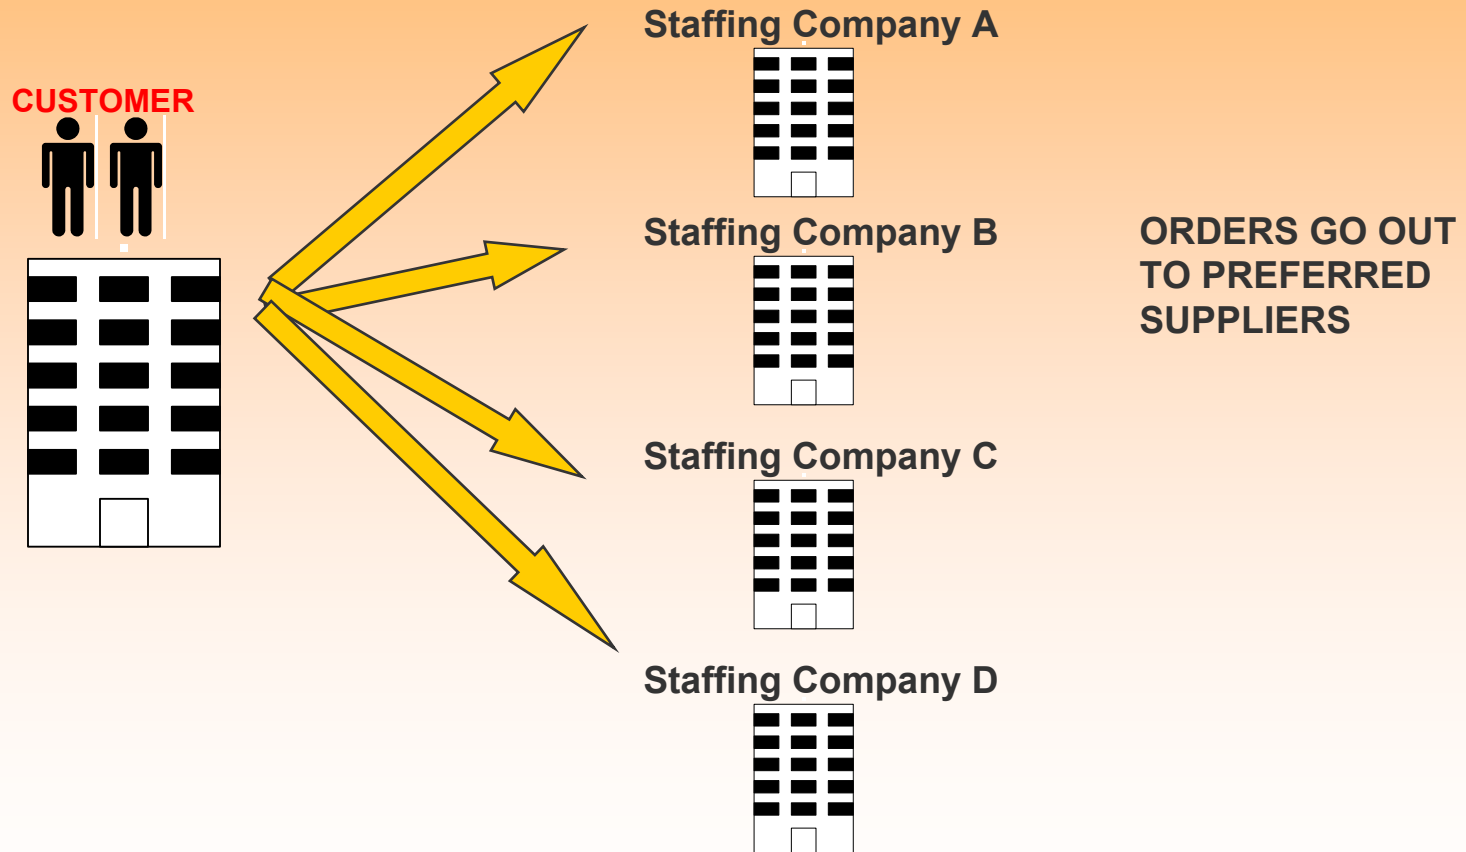 Staffing Company A
CUSTOMER
Staffing Company B
ORDERS GO OUT
TO PREFERRED
SUPPLIERS
Staffing Company C
Staffing Company D